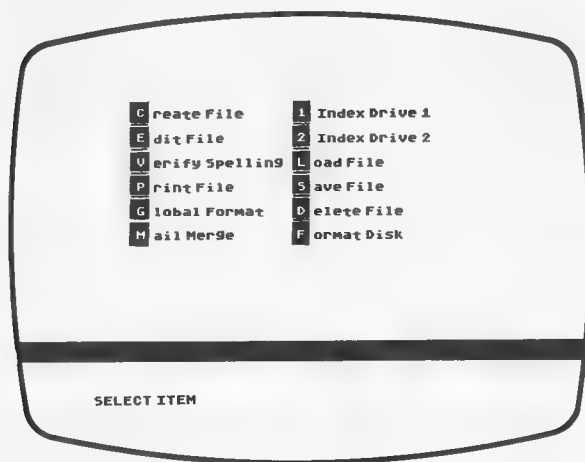 Create File
Edit File
Verify Spelling
Print File
Global Format
Mail Merge
1 Index Drive 1
2 Index Drive 2
Load File
Save File
Delete File
Format Disk
SELECT ITEM